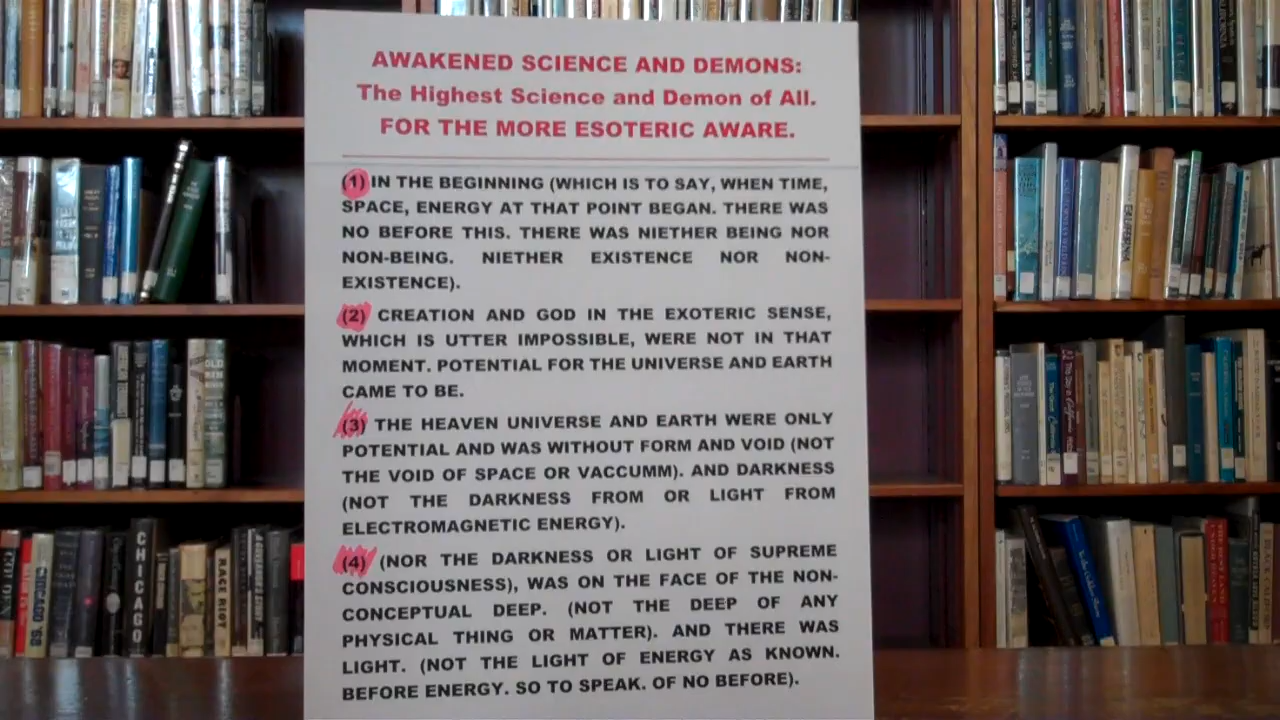 AWAKENED SCIENCE AND DEMONS:
The Highest Science and Demon of All.
FOR THE MORE ESOTERIC AWARE.
(1) IN THE BEGINNING (WHICH IS TO SAY, WHEN TIME,
SPACE, ENERGY AT THAT POINT BEGAN. THERE WAS
NO BEFORE THIS. THERE WAS NIETHER BEING NOR
NON-BEING. NIETHER EXISTENCE NOR NON-
EXISTENCE).
(2) CREATION AND GOD IN THE EXOTERIC SENSE,
WHICH IS UTTER IMPOSSIBLE, WERE NOT IN THAT
MOMENT. POTENTIAL FOR THE UNIVERSE AND EARTH
CAME TO BE.
(3) THE HEAVEN UNIVERSE AND EARTH WERE ONLY
POTENTIAL AND WAS WITHOUT FORM AND VOID (NOT
THE VOID OF SPACE OR VACCUMM). AND DARKNESS
(NOT THE DARKNESS FROM OR LIGHT FROM
ELECTROMAGNETIC ENERGY).
(4) (NOR THE DARKNESS OR LIGHT OF SUPREME
CONSCIOUSNESS), WAS ON THE FACE OF THE NON-
CONCEPTUAL DEEP. (NOT THE DEEP OF ANY
PHYSICAL THING OR MATTER). AND THERE WAS
LIGHT. (NOT THE LIGHT OF ENERGY AS KNOWN.
BEFORE ENERGY. SO TO SPEAK. OF NO BEFORE).
CHICAGO '68
CHICAGO
RACE RIOT